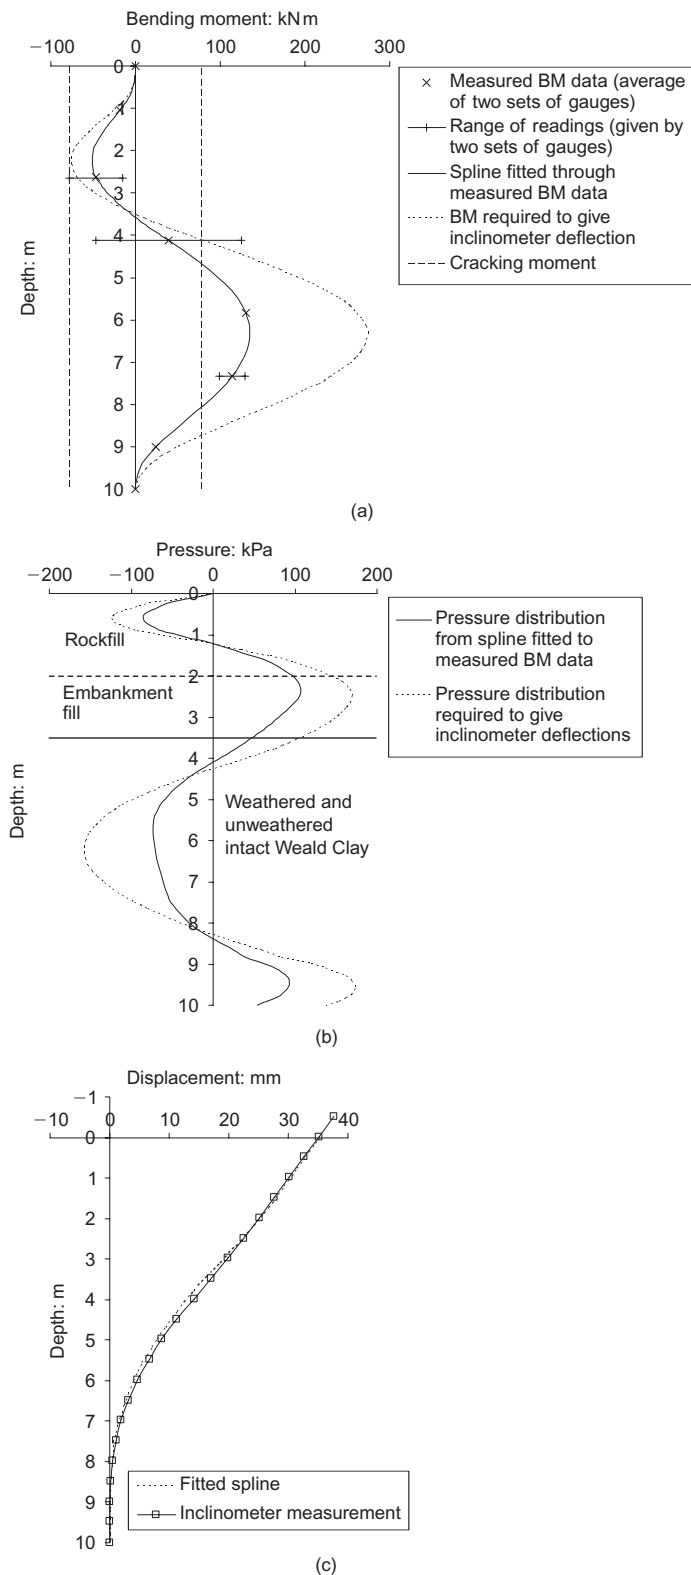 Bending moment: kNm
−100 0 100 200 300
0
1
2
3
4
5
6
7
8
9
10
Depth: m
Measured BM data (average
of two sets of gauges)
Range of readings (given by
two sets of gauges)
Spline fitted through
measured BM data
BM required to give
inclinometer deflection
Cracking moment
(a)
Pressure: kPa
−200 −100 0 100 200
0
1
2
3
4
5
6
7
8
9
10
Depth: m
Rockfill
Embankment
fill
Weathered and
unweathered
intact Weald Clay
Pressure distribution
from spline fitted to
measured BM data
Pressure distribution
required to give
inclinometer deflections
(b)
Displacement: mm
−1
−10 0 10 20 30 40
0
1
2
3
4
5
6
7
8
9
10
Depth: m
Fitted spline
Inclinometer measurement
(c)